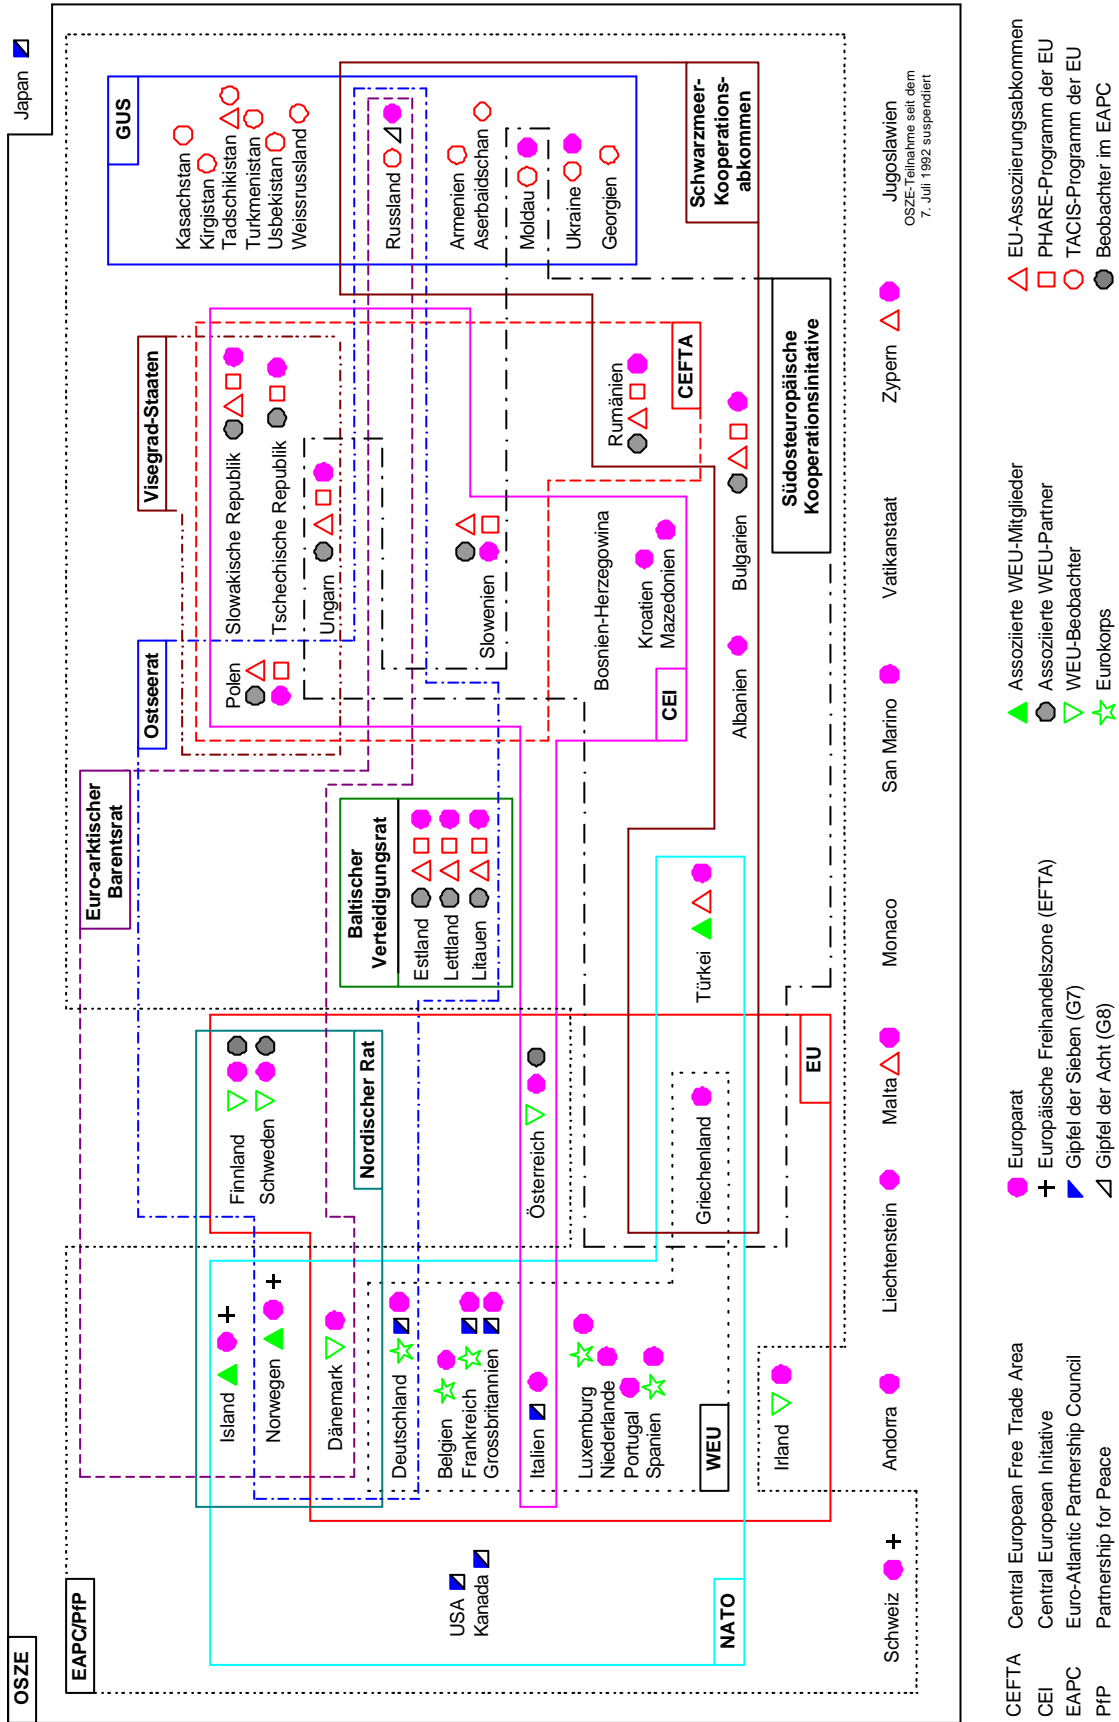 OSZE
Japan
EAPC/PfP
GUS
Kasachstan
Kirgistan
Tadschikistan
Turkmenistan
Usbekistan
Weissrussland
Russland
Armenien
Aserbaidschan
Moldau
Ukraine
Georgien
Visegrad-Staaten
Slowakische Republik
Tschechische Republik
Ungarn
Polen
Ostseerat
Euro-arktischer
Barentsrat
Baltischer
Verteidigungsrat
Estland
Lettland
Litauen
Nordischer Rat
Finnland
Schweden
Island
Norwegen
Dänemark
Deutschland
Belgien
Frankreich
Grossbritannien
Italien
Österreich
Slowenien
Luxemburg
Niederlande
Portugal
Spanien
WEU
USA
Kanada
NATO
Griechenland
Türkei
EU
Irland
Bosnien-Herzegowina
Kroatien
Mazedonien
CEI
Albanien
Bulgarien
Rumänien
CEFTA
Schwarzmeer-
Kooperations-
abkommen
Südosteuropäische
Kooperationsinitiative
Schweiz
Andorra
Liechtenstein
Malta
Monaco
San Marino
Vatikanstaat
Zypern
Jugoslawien
OSZE-Teilnahme seit dem
7. Juli 1992 suspendiert
CEFTA Central European Free Trade Area
CEI Central European Initative
EAPC Euro-Atlantic Partnership Council
PfP Partnership for Peace
Europarat
Europäische Freihandelszone (EFTA)
Gipfel der Sieben (G7)
Gipfel der Acht (G8)
Assoziierte WEU-Mitglieder
Assoziierte WEU-Partner
WEU-Beobachter
Eurokops
EU-Assoziierungsabkommen
PHARE-Programm der EU
TACIS-Programm der EU
Beobachter im EAPC